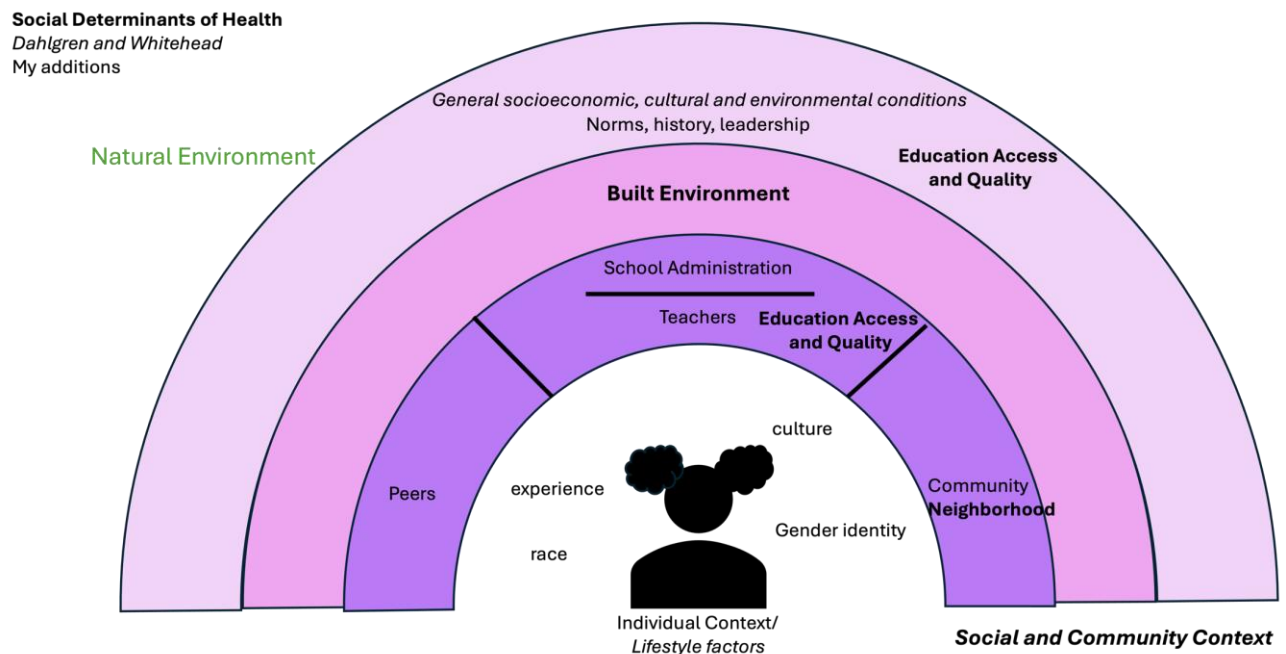 Social Determinants of Health
Dahlgren and Whitehead
My additions
General socioeconomic, cultural and environmental conditions
Norms, history, leadership
Natural Environment
Education Access
and Quality
Built Environment
School Administration
Teachers
Education Access
and Quality
culture
experience
Peers
Community
Neighborhood
Gender identity
race
Individual Context/
Lifestyle factors
Social and Community Context